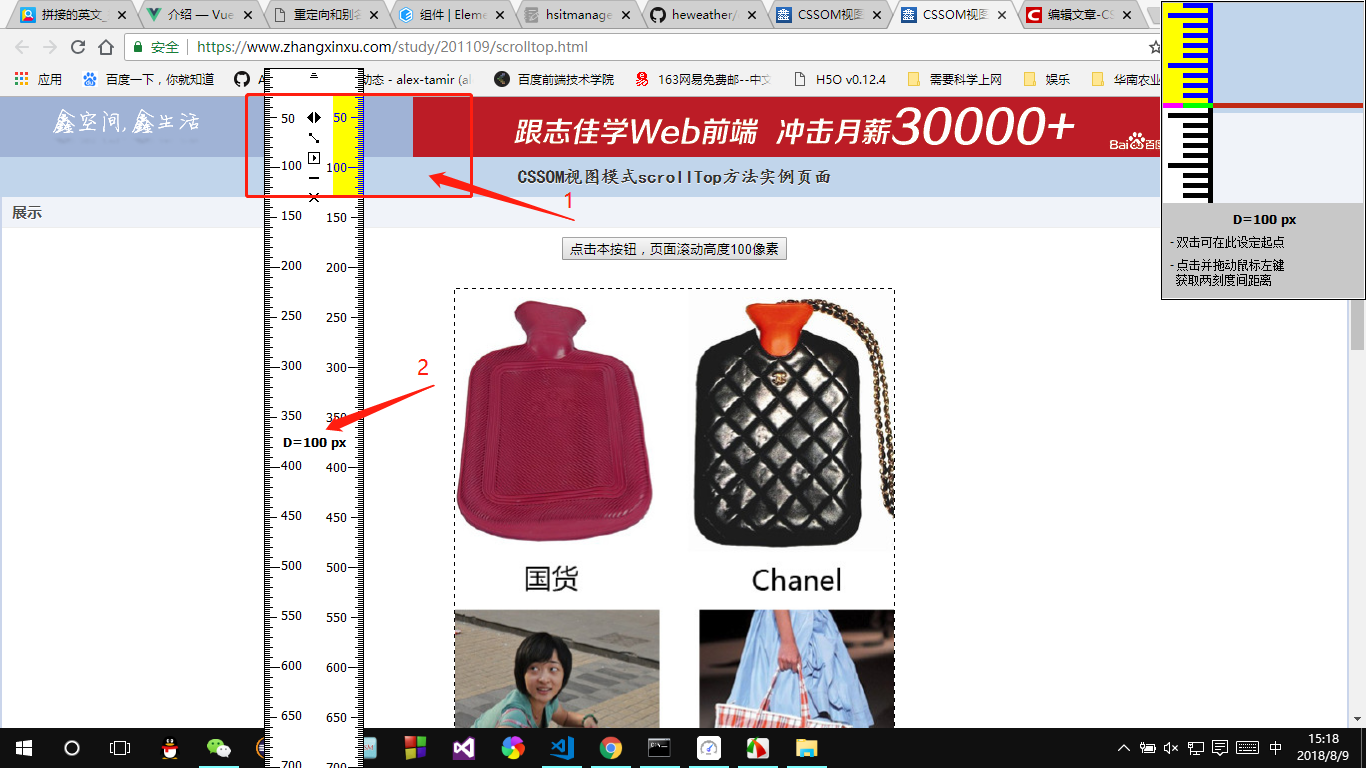 拼接的英文_
介绍 — Vue
重定向和别名
组件 | Eleme
hsitmanage
heweather/
CSSOM视图
CSSOM视图
编辑文章-CS
安全 https://www.zhangxinxu.com/study/201109/scrolltop.html
应用 百度一下，你就知道 动态 - alex-tamir (al 百度前端技术学院 163网易免费邮--中文 H5O v0.12.4 需要科学上网 娱乐 华南农业
鑫空间,鑫生活
跟志佳学Web前端 冲击月薪30000+
Bai 百度
CSSOM视图模式scrollTop方法实例页面
1
展示
点击本按钮，页面滚动高度100像素
50 50
100 100
150 150
200 200
250 250
300 300
2
350 350
D=100 px
400 400
450 450
500 500
550 550
600 600
650 650
700 700
国货 Chanel
D=100 px
- 双击可在此设定起点
- 点击并拖动鼠标左键
获取两刻度间距离
中
15:18
2018/8/9